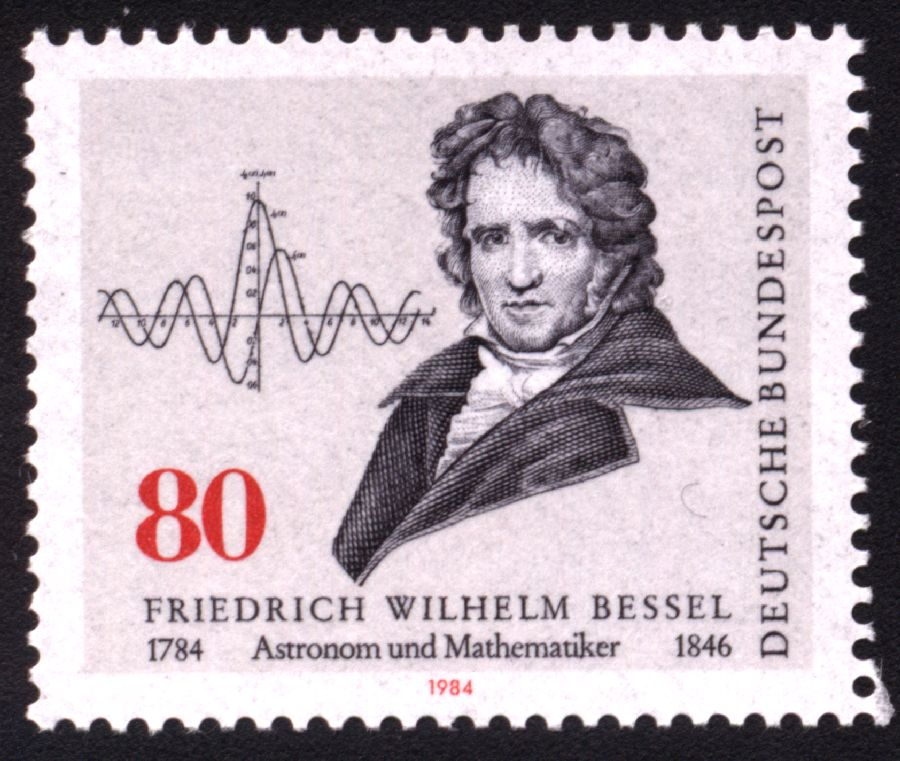 80
FRIEDRICH WILHELM BESSEL
1784 Astronom und Mathematiker 1846
1984
DEUTSCHE BUNDESPOST